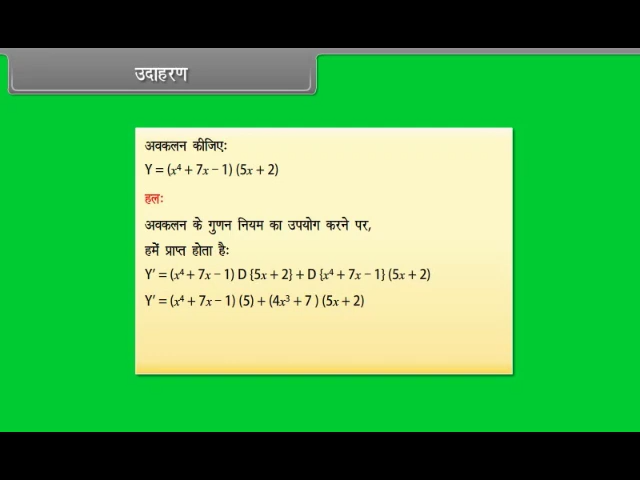 उदाहरण
अवकलन कीजिए:
Y = (x⁴ + 7x – 1) (5x + 2)
हल:
अवकलन के गुणन नियम का उपयोग करने पर,
हमें प्राप्त होता है:
Y′ = (x⁴ + 7x – 1) D {5x + 2} + D {x⁴ + 7x – 1} (5x + 2)
Y′ = (x⁴ + 7x – 1) (5) + (4x³ + 7 ) (5x + 2)